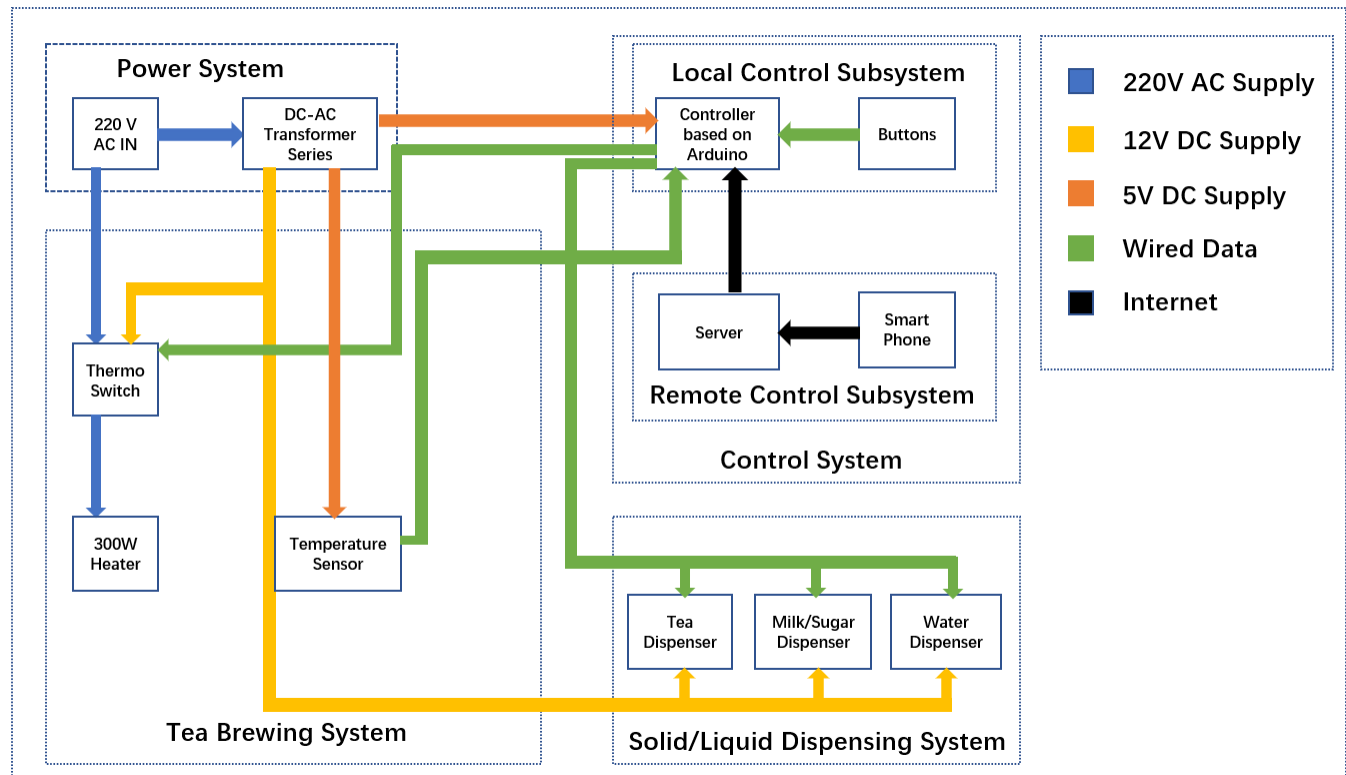 Power System
220 V
AC IN
DC-AC
Transformer
Series
Local Control Subsystem
Controller
based on
Arduino
Buttons
220V AC Supply
12V DC Supply
5V DC Supply
Wired Data
Internet
Server
Smart
Phone
Remote Control Subsystem
Control System
Thermo
Switch
300W
Heater
Temperature
Sensor
Tea Brewing System
Tea
Dispenser
Milk/Sugar
Dispenser
Water
Dispenser
Solid/Liquid Dispensing System